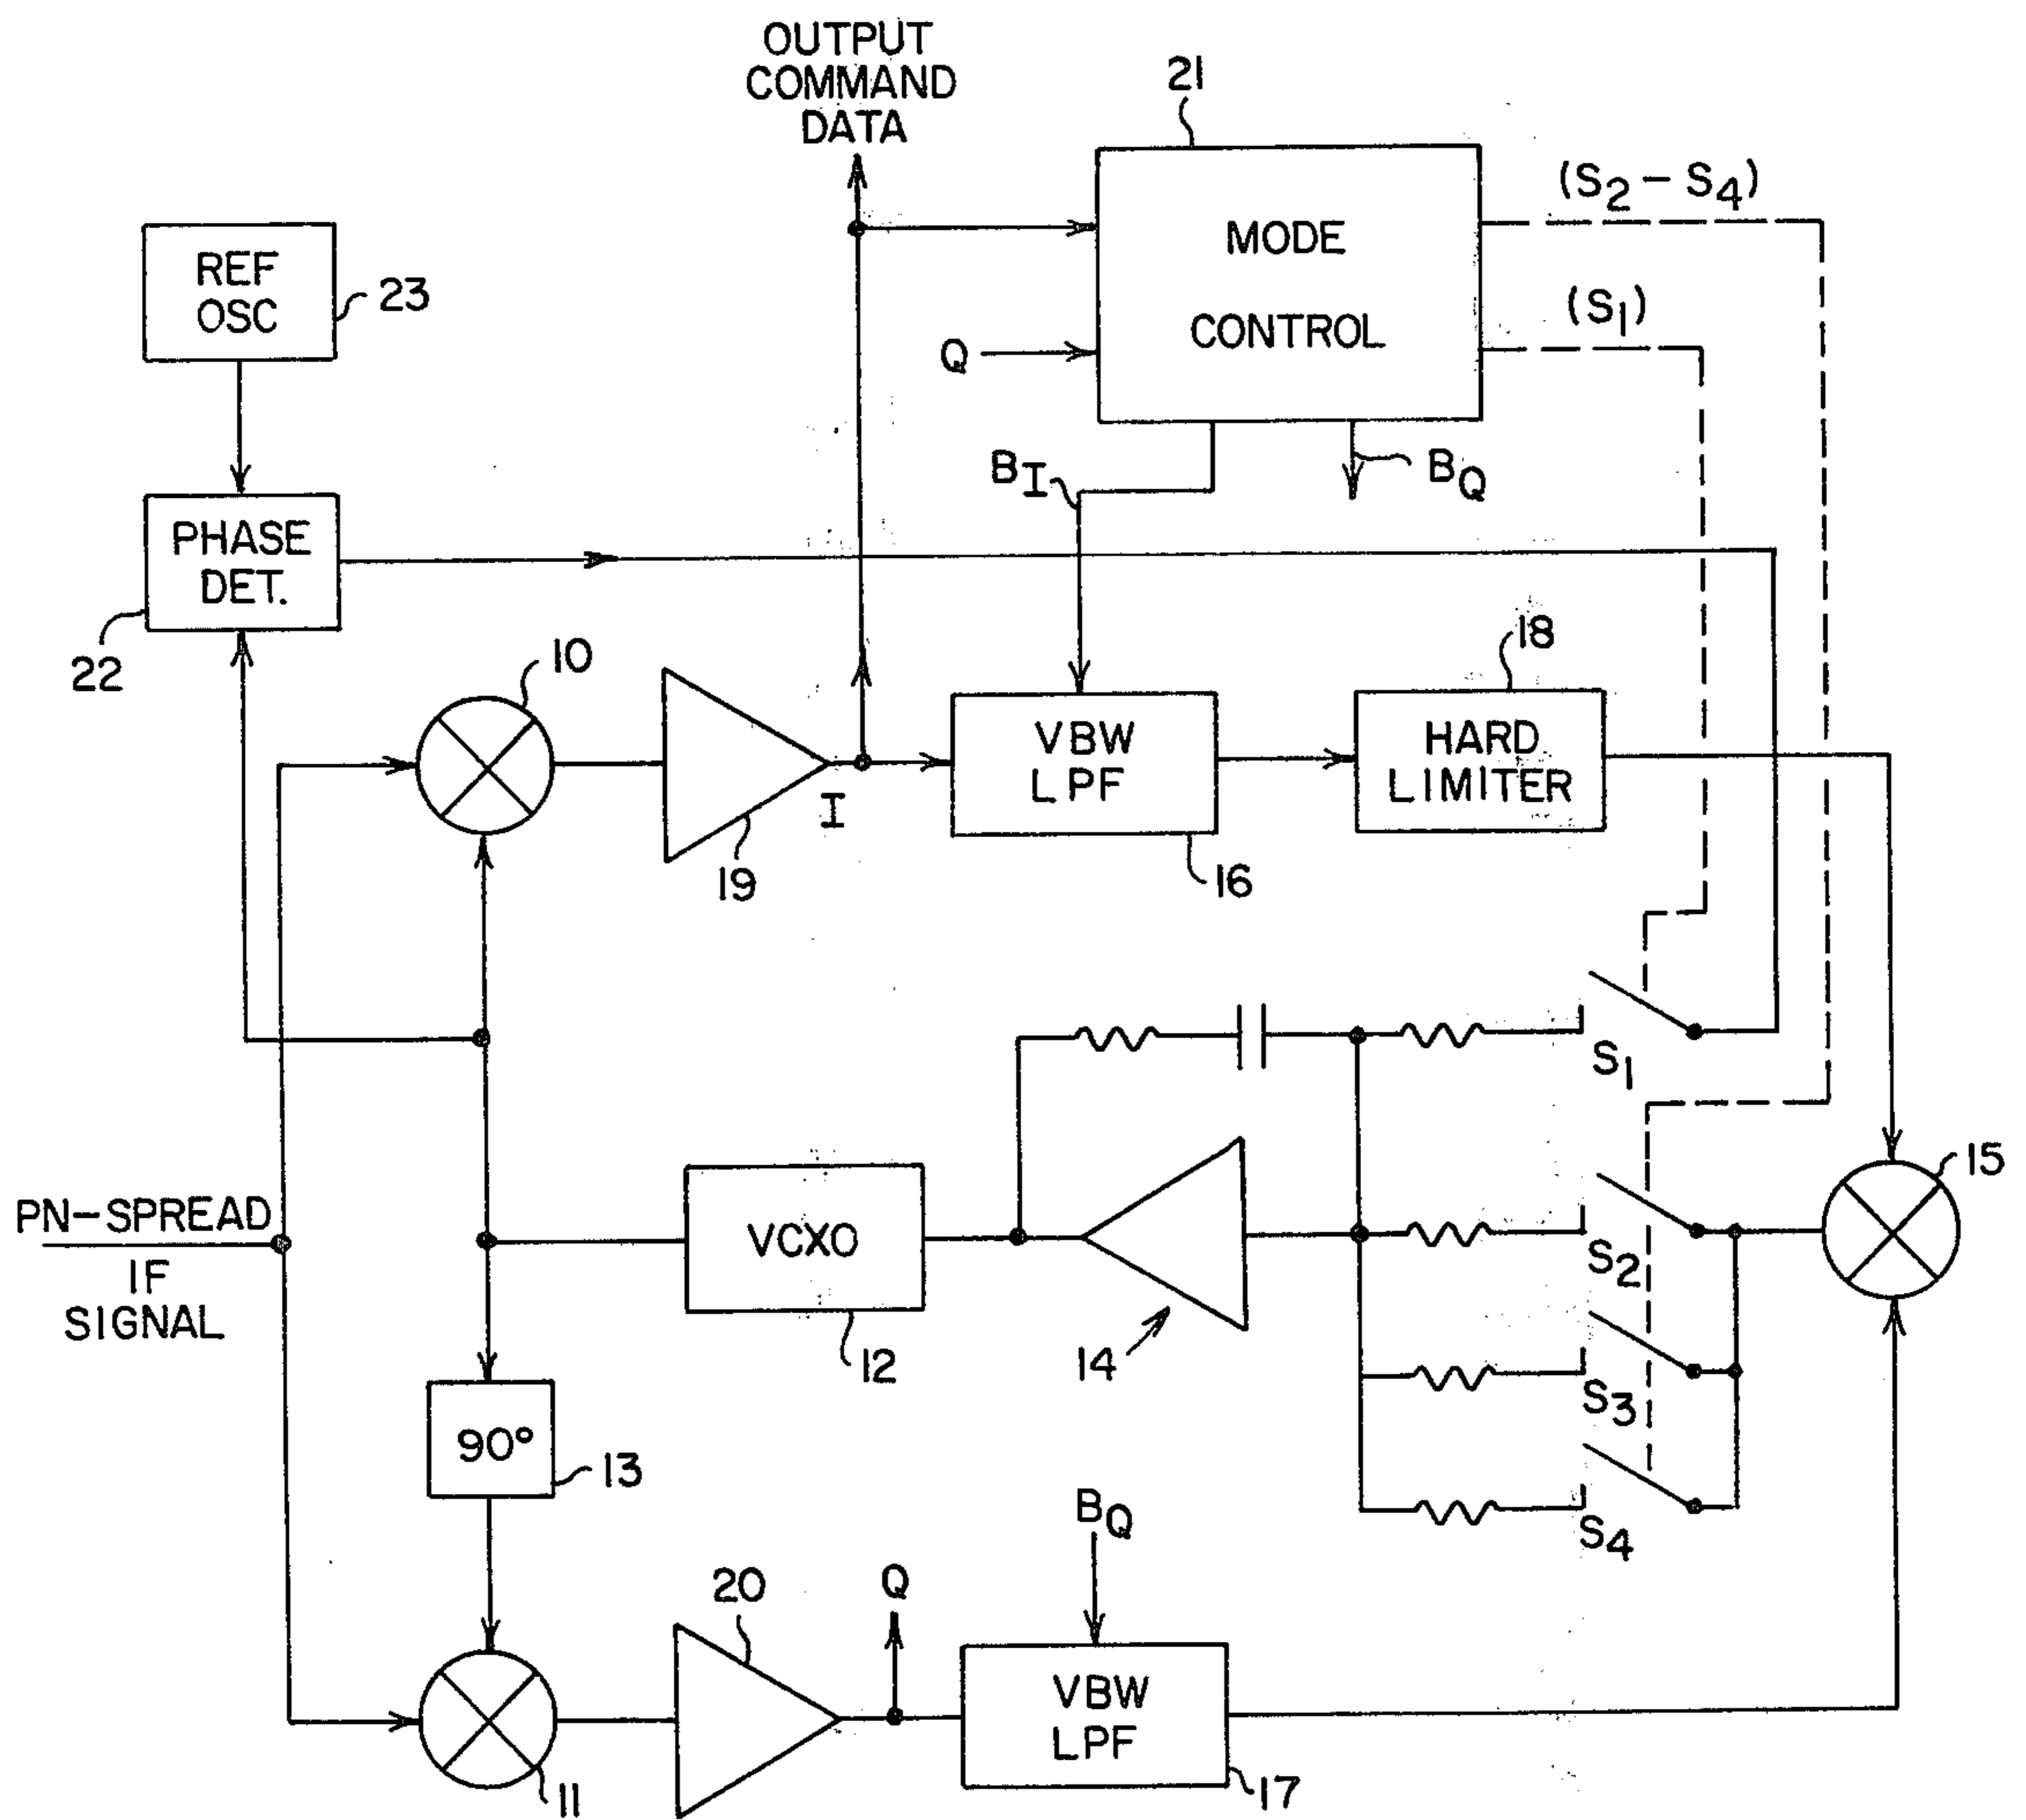 OUTPUT
COMMAND
DATA
21
(S2 – S4)
MODE
CONTROL
(S1)
REF
OSC
23
Q
BI
BQ
PHASE
DET.
22
10
18
VBW
LPF
HARD
LIMITER
I
19
16
S1
15
PN-SPREAD
IF
SIGNAL
VCXO
12
14
S2
S3
S4
90°
13
BQ
20
Q
VBW
LPF
11
17